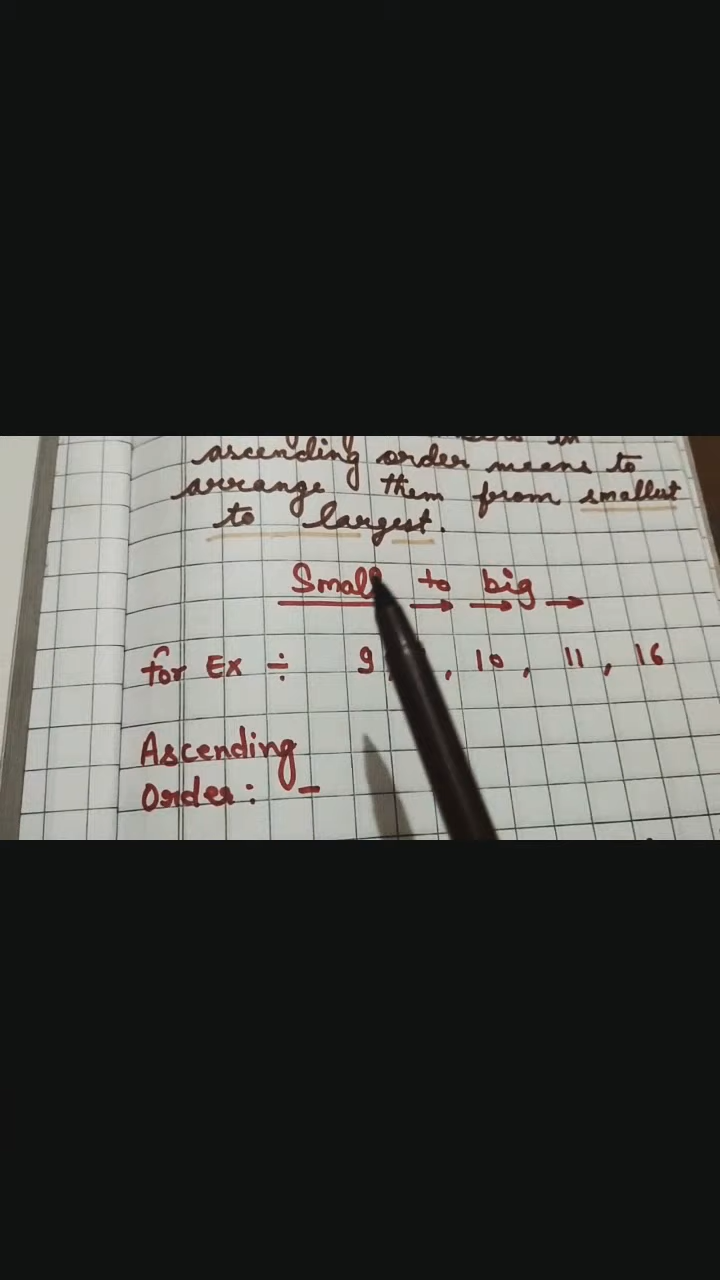 in
ascending order means to
arrange them from smallest
to largest.
Small to big
for Ex ÷ 9, , 10, 11, 16
Ascending
Order: -